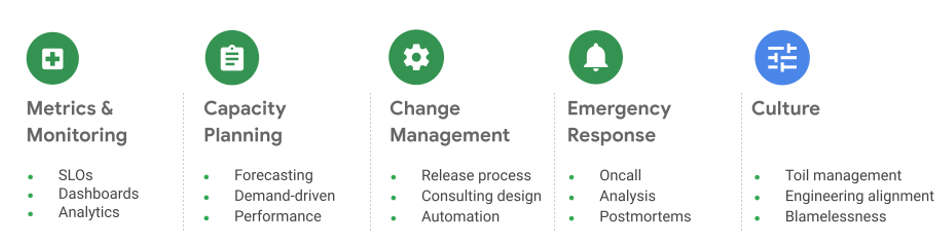 Metrics &
Monitoring
SLOs
Dashboards
Analytics
Capacity
Planning
Forecasting
Demand-driven
Performance
Change
Management
Release process
Consulting design
Automation
Emergency
Response
Oncall
Analysis
Postmortems
Culture
Toil management
Engineering alignment
Blamelessness